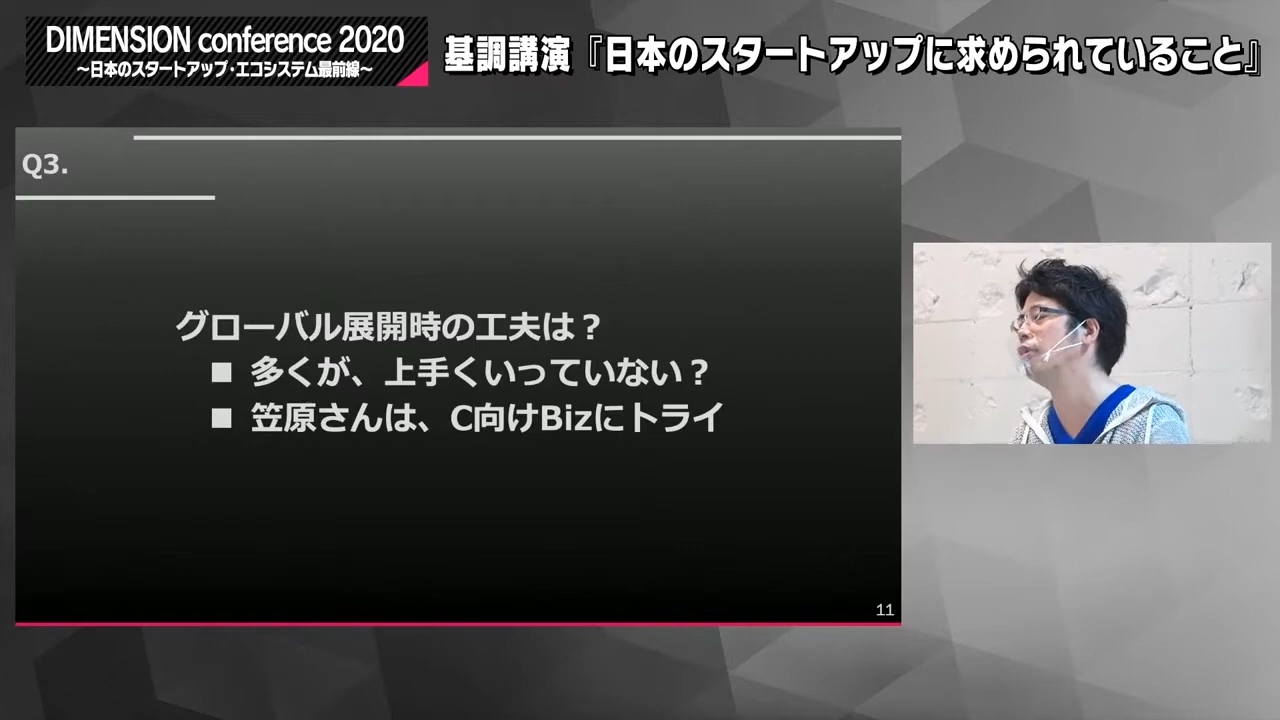 DIMENSION conference 2020
～日本のスタートアップ・エコシステム最前線～
基調講演『日本のスタートアップに求められていること』
Q3.
グローバル展開時の工夫は？
■ 多くが、上手くいっていない？
■ 笠原さんは、C向けBizにトライ
11